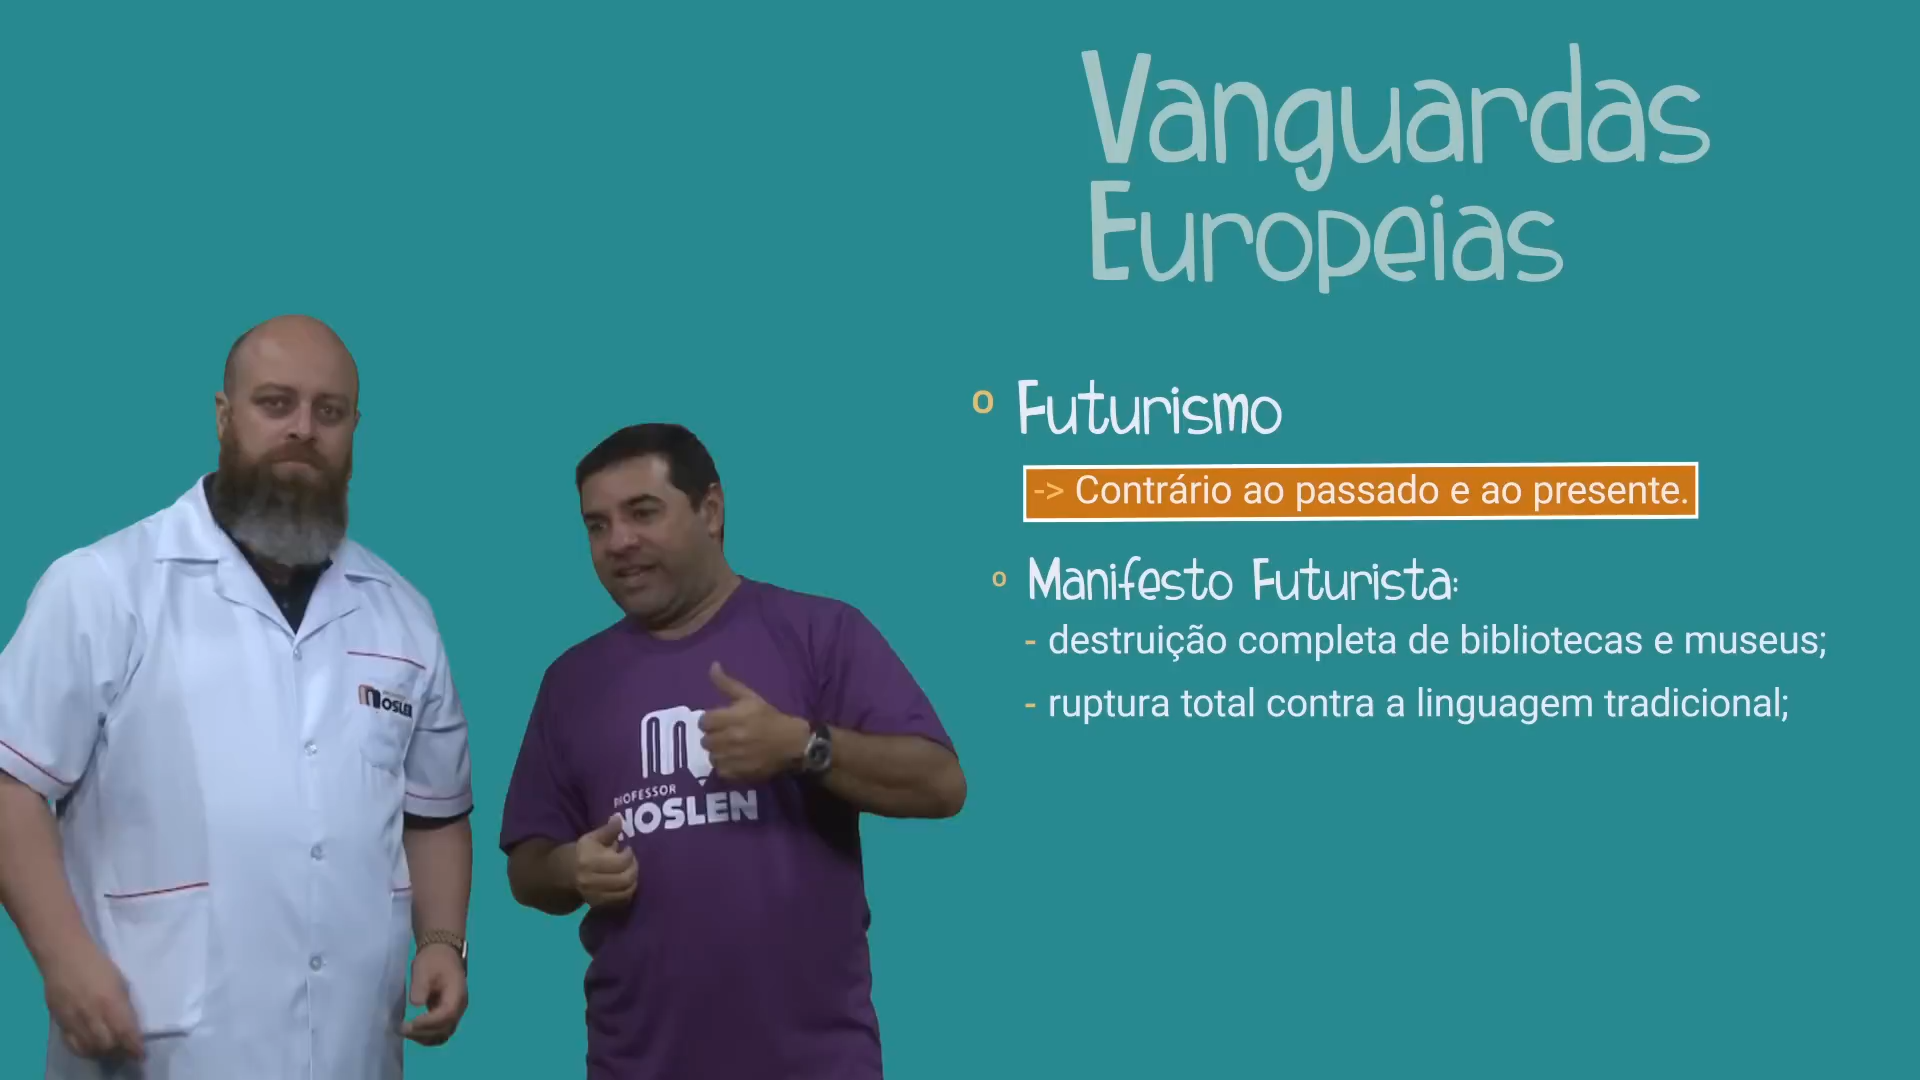 Vanguardas
Europeias
o Futurismo
-> Contrário ao passado e ao presente.
o Manifesto Futurista:
- destruição completa de bibliotecas e museus;
- ruptura total contra a linguagem tradicional;
NOSLEN
PROFESSOR
NOSLEN